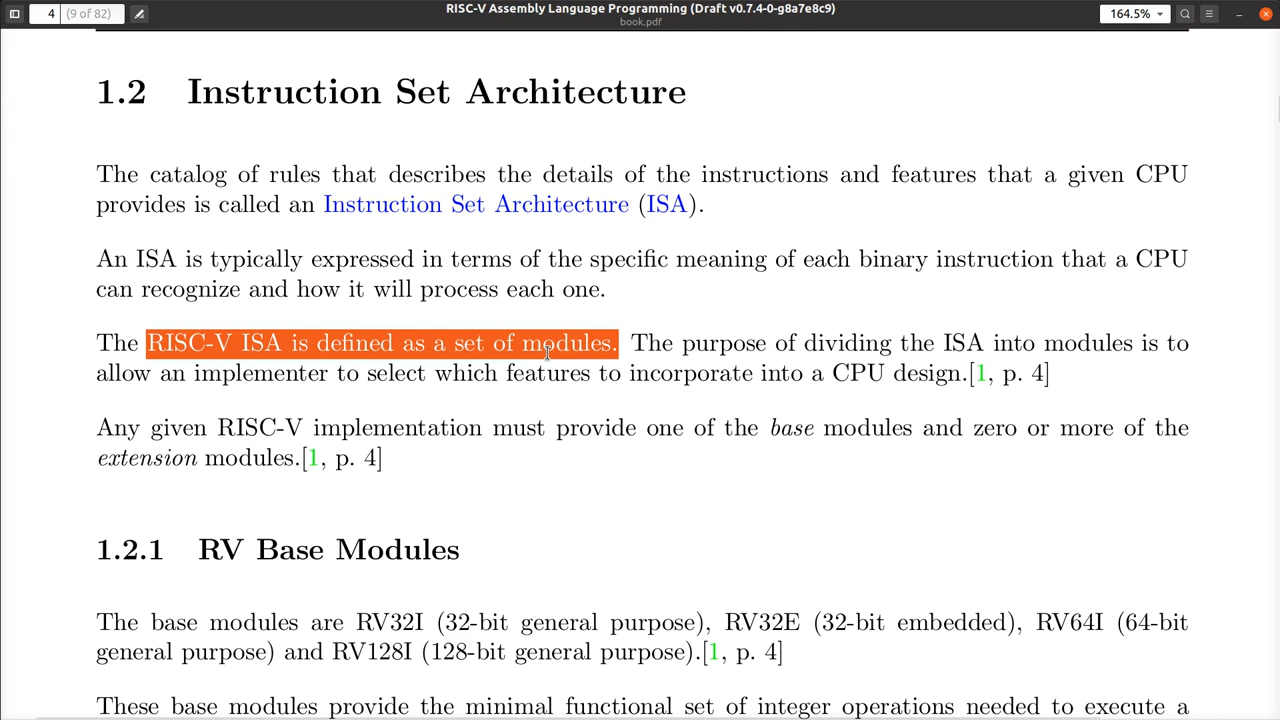 4 (9 of 82)
RISC-V Assembly Language Programming (Draft v0.7.4-0-g8a7e8c9)
book.pdf
164.5%
1.2 Instruction Set Architecture
The catalog of rules that describes the details of the instructions and features that a given CPU
provides is called an Instruction Set Architecture (ISA).
An ISA is typically expressed in terms of the specific meaning of each binary instruction that a CPU
can recognize and how it will process each one.
The RISC-V ISA is defined as a set of modules. The purpose of dividing the ISA into modules is to
allow an implementer to select which features to incorporate into a CPU design.[1, p. 4]
Any given RISC-V implementation must provide one of the base modules and zero or more of the
extension modules.[1, p. 4]
1.2.1 RV Base Modules
The base modules are RV32I (32-bit general purpose), RV32E (32-bit embedded), RV64I (64-bit
general purpose) and RV128I (128-bit general purpose).[1, p. 4]
These base modules provide the minimal functional set of integer operations needed to execute a